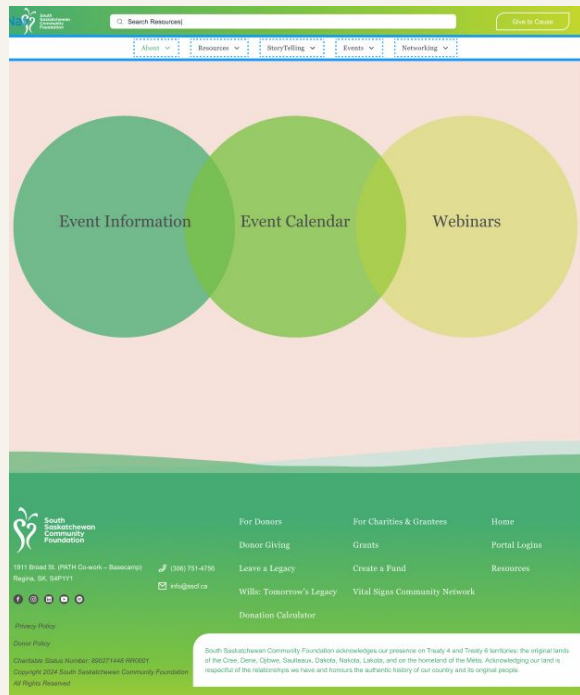 South
Saskatchewan
Community
Foundation
Search Resources|
Give to Cause
About
Resources
StoryTelling
Events
Networking
Event Information
Event Calendar
Webinars
South
Saskatchewan
Community
Foundation
1911 Broad St. (PATH Co-work – Basecamp)
Regina, SK, S4P1Y1
(306) 751-4756
info@sscf.ca
Privacy Policy
Donor Policy
Charitable Status Number: 890271448 RR0001
Copyright 2024 South Saskatchewan Community Foundation
All Rights Reserved
For Donors
Donor Giving
Leave a Legacy
Wills: Tomorrow's Legacy
Donation Calculator
For Charities & Grantees
Grants
Create a Fund
Vital Signs Community Network
Home
Portal Logins
Resources
South Saskatchewan Community Foundation acknowledges our presence on Treaty 4 and Treaty 6 territories: the original lands
of the Cree, Dene, Ojibwe, Saulteaux, Dakota, Nakota, Lakota, and on the homeland of the Métis. Acknowledging our land is
respectful of the relationships we have and honours the authentic history of our country and its original people.